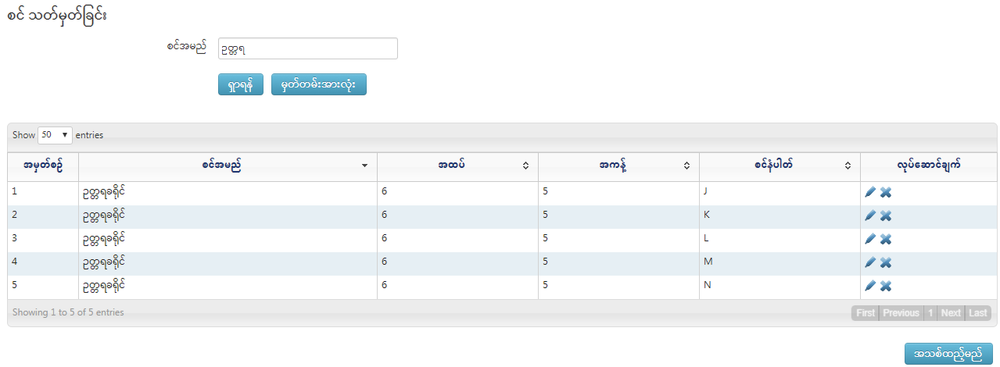 စင် သတ်မှတ်ခြင်း
စင်အမည် ဥတ္တရ
ရှာရန် မှတ်တမ်းအားလုံး
Show 50 entries
အမှတ်စဉ် စင်အမည် အထပ် အကန့် စင်နံပါတ် လုပ်ဆောင်ချက်
1 ဥတ္တရခရိုင် 6 5 J
2 ဥတ္တရခရိုင် 6 5 K
3 ဥတ္တရခရိုင် 6 5 L
4 ဥတ္တရခရိုင် 6 5 M
5 ဥတ္တရခရိုင် 6 5 N
Showing 1 to 5 of 5 entries First Previous 1 Next Last
အသစ်ထည့်မည်